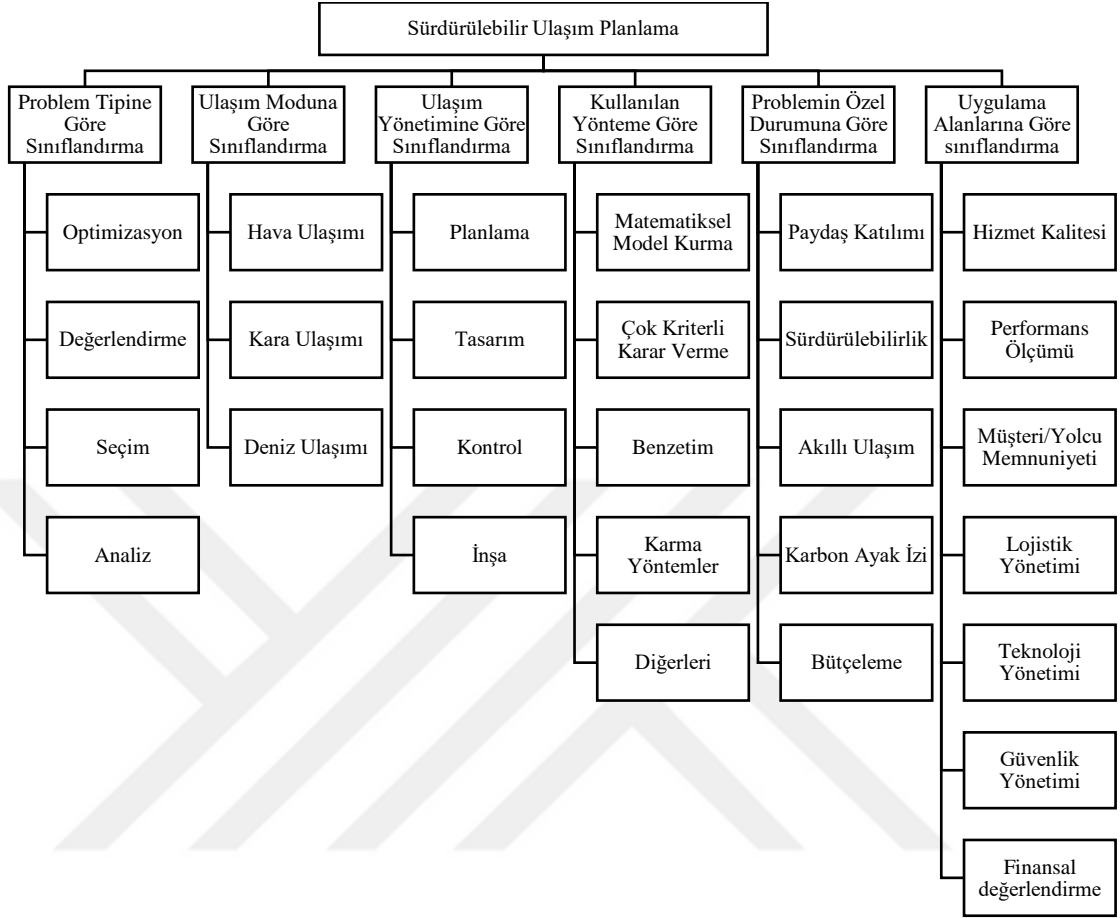 Sürdürülebilir Ulaşım Planlama
Problem Tipine
Göre
Sınıflandırma
Optimizasyon
Değerlendirme
Seçim
Analiz
Ulaşım Moduna
Göre
Sınıflandırma
Hava Ulaşımı
Kara Ulaşımı
Deniz Ulaşımı
Ulaşım
Yönetimine Göre
Sınıflandırma
Planlama
Tasarım
Kontrol
İnşa
Kullanılan
Yönteme Göre
Sınıflandırma
Matematiksel
Model Kurma
Çok Kriterli
Karar Verme
Benzetim
Karma
Yöntemler
Diğerleri
Problemin Özel
Durumuna Göre
Sınıflandırma
Paydaş Katılımı
Sürdürülebilirlik
Akıllı Ulaşım
Karbon Ayak İzi
Bütçeleme
Uygulama
Alanlarına Göre
sınıflandırma
Hizmet Kalitesi
Performans
Ölçümü
Müşteri/Yolcu
Memnuniyeti
Lojistik
Yönetimi
Teknoloji
Yönetimi
Güvenlik
Yönetimi
Finansal
değerlendirme